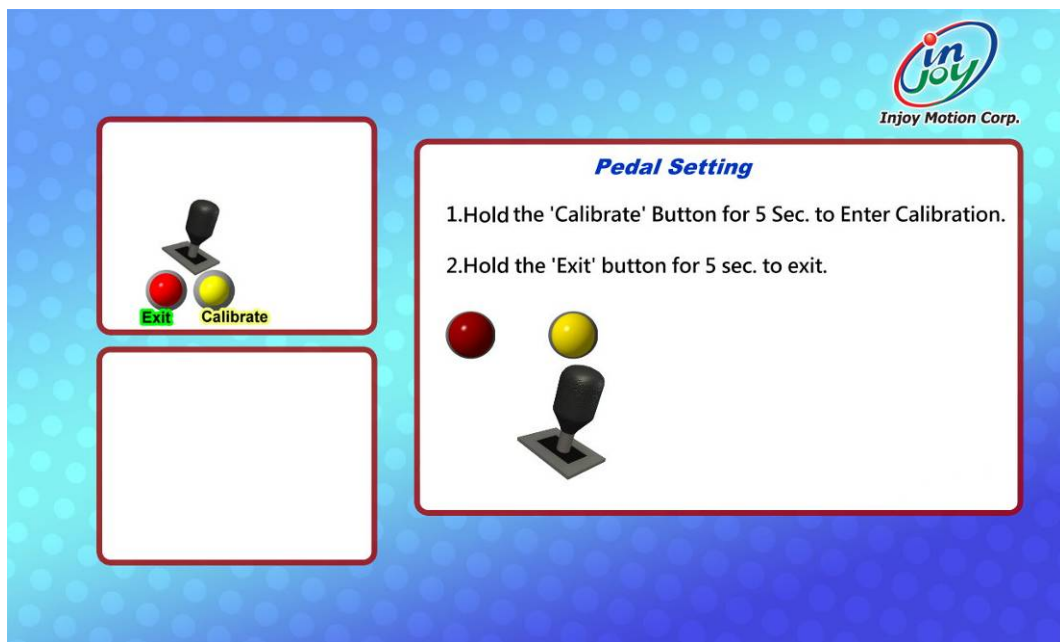 in
joy
Injoy Motion Corp.
Exit
Calibrate
Pedal Setting
1.Hold the 'Calibrate' Button for 5 Sec. to Enter Calibration.
2.Hold the 'Exit' button for 5 sec. to exit.